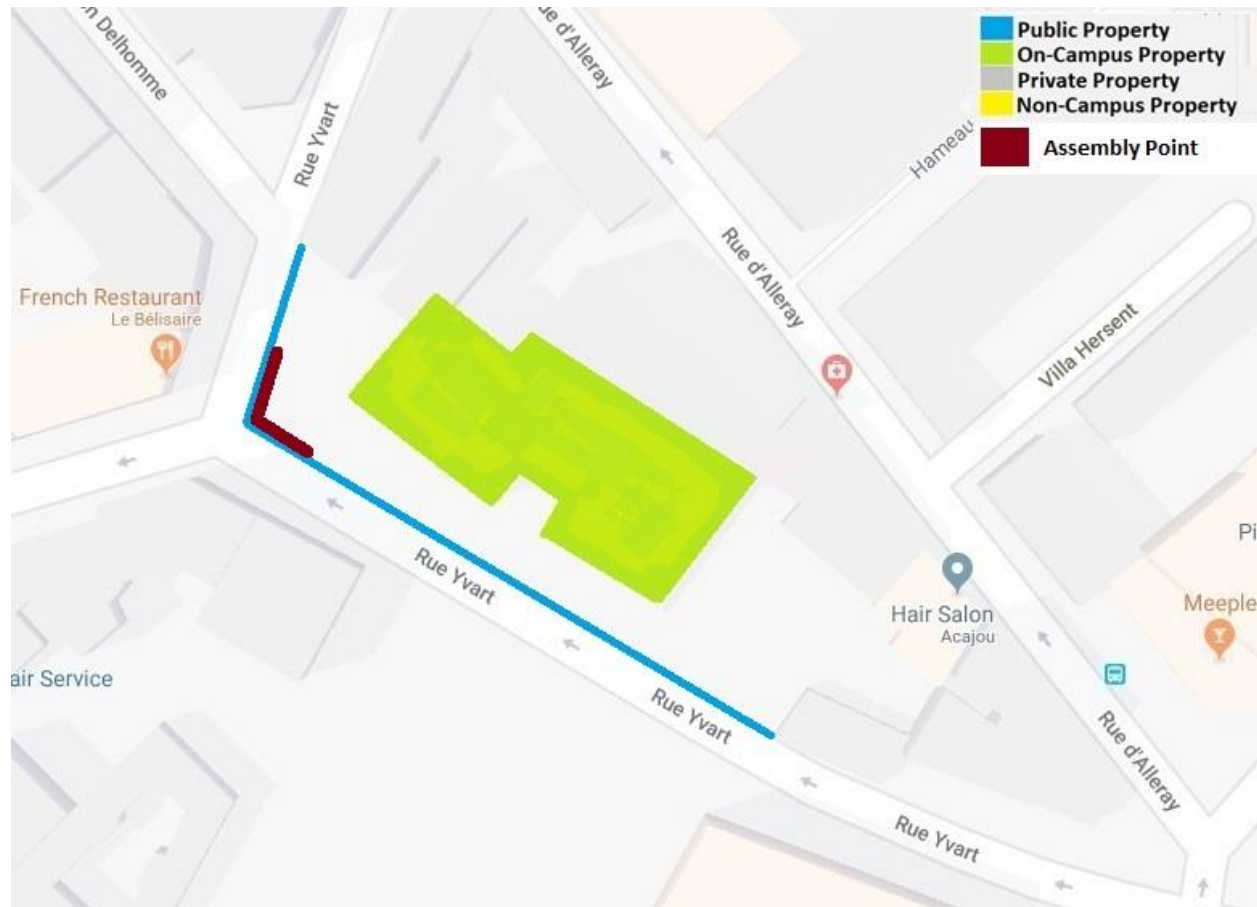 Public Property
On-Campus Property
Private Property
Non-Campus Property
Assembly Point
Delhomme
Rue Yvart
d'Alleray
Hameau
Rue d'Alleray
Villa Hersent
French Restaurant
Le Bélisaire
Rue Yvart
Hair Salon
Acajou
Pi
Meeple
air Service
Rue Yvart
Rue d'Alleray
Rue Yvart